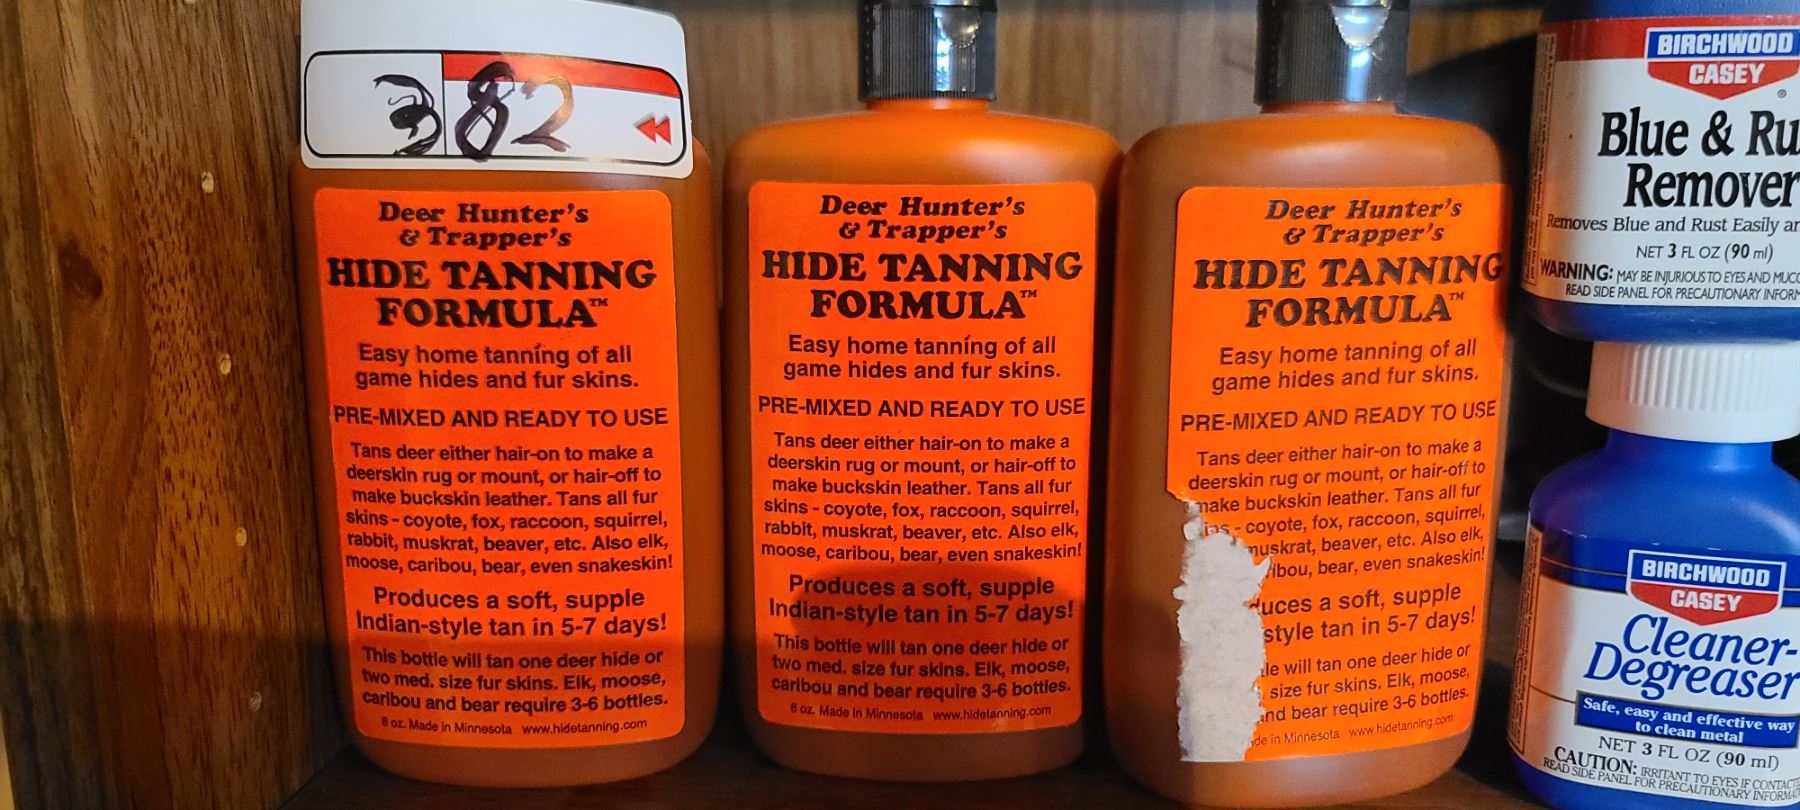 382
Deer Hunter's
& Trapper's
HIDE TANNING
FORMULA™
Easy home tanning of all
game hides and fur skins.
PRE-MIXED AND READY TO USE
Tans deer either hair-on to make a
deerskin rug or mount, or hair-off to
make buckskin leather. Tans all fur
skins - coyote, fox, raccoon, squirrel,
rabbit, muskrat, beaver, etc. Also elk,
moose, caribou, bear, even snakeskin!
Produces a soft, supple
Indian-style tan in 5-7 days!
This bottle will tan one deer hide or
two med. size fur skins. Elk, moose,
caribou and bear require 3-6 bottles.
8 oz. Made in Minnesota www.hidetanning.com
Deer Hunter's
& Trapper's
HIDE TANNING
FORMULA™
Easy home tanning of all
game hides and fur skins.
PRE-MIXED AND READY TO USE
Tans deer either hair-on to make a
deerskin rug or mount, or hair-off to
make buckskin leather. Tans all fur
skins - coyote, fox, raccoon, squirrel,
rabbit, muskrat, beaver, etc. Also elk,
moose, caribou, bear, even snakeskin!
Produces a soft, supple
Indian-style tan in 5-7 days!
This bottle will tan one deer hide or
two med. size fur skins. Elk, moose,
caribou and bear require 3-6 bottles.
8 oz. Made in Minnesota www.hidetanning.com
Deer Hunter's
& Trapper's
HIDE TANNING
FORMULA™
Easy home tanning of all
game hides and fur skins.
PRE-MIXED AND READY TO USE
Tans deer either hair-on to make a
deerskin rug or mount, or hair-off to
make buckskin leather. Tans all fur
- coyote, fox, raccoon, squirrel,
muskrat, beaver, etc. Also elk,
bear, even snakeskin!
a soft, supple
style tan in 5-7 days!
will tan one deer hide or
size fur skins. Elk, moose,
and bear require 3-6 bottles.
in Minnesota www.hidetanning.com
BIRCHWOOD
CASEY®
Blue & Ru
Remover
Removes Blue and Rust Easily
NET 3 FL OZ (90 ml)
WARNING: MAY BE INJURIOUS TO EYES AND
READ SIDE PANEL FOR PRECAUTIONARY
BIRCHWOOD
CASEY
Cleaner-
Degreaser
Safe, easy and effective way
to clean metal
NET 3 FL OZ (90 ml)
CAUTION: IRRITANT TO EYES IF
READ SIDE PANEL FOR PRECAUTIONARY